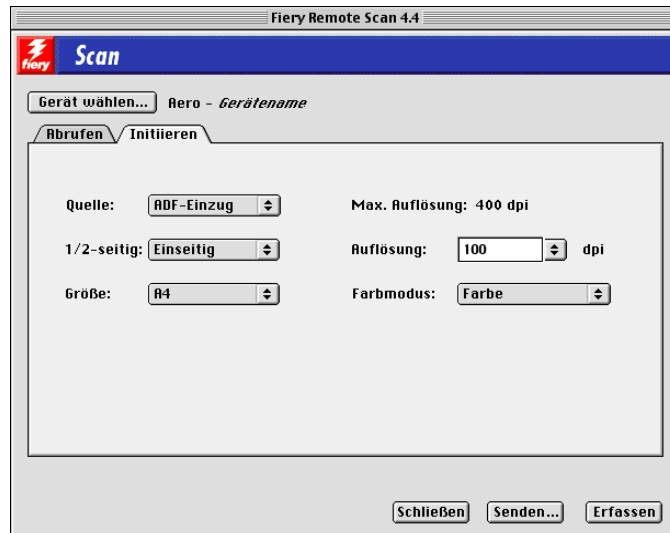 Fiery Remote Scan 4.4
fiery Scan
Gerät wählen... Aero - Gerätename
Abrufen Initiieren
Quelle: ADF-Einzug Max. Auflösung: 400 dpi
1/2-seitig: Einseitig Auflösung: 100 dpi
Größe: A4 Farbmodus: Farbe
Schließen Senden... Erfassen